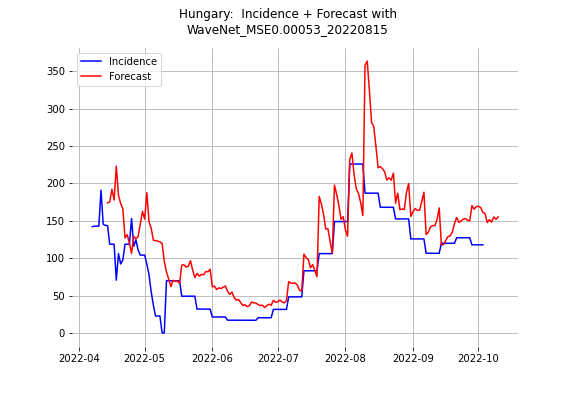 Hungary:  Incidence + Forecast with
WaveNet_MSE0.00053_20220815
Incidence
Forecast
350
300
250
200
150
100
50
0
2022-04 2022-05 2022-06 2022-07 2022-08 2022-09 2022-10